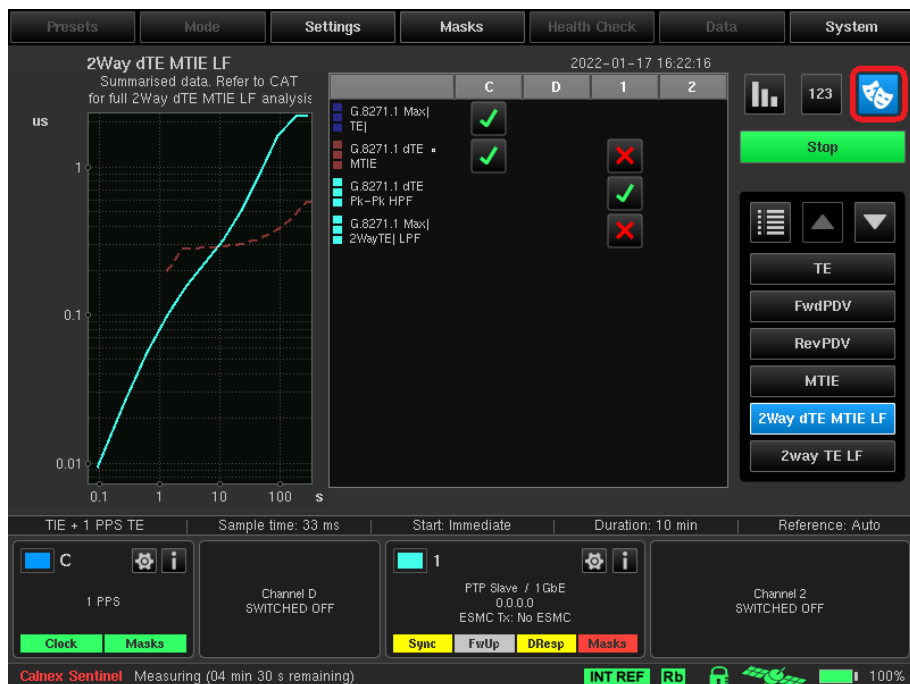 Presets Mode Settings Masks Health Check Data System
2Way dTE MTIE LF
2022-01-17 16:22:16
Summarised data. Refer to CAT
for full 2Way dTE MTIE LF analysis
us
1
0.1
0.01
0.1 1 10 100 s
C D 1 2
G.8271.1 Max|
TE|
G.8271.1 dTE
MTIE
G.8271.1 dTE
Pk-Pk HPF
G.8271.1 Max|
2WayTE| LPF
123
Stop
TE
FwdPDV
RevPDV
MTIE
2Way dTE MTIE LF
2way TE LF
TIE + 1 PPS TE | Sample time: 33 ms | Start: Immediate | Duration: 10 min | Reference: Auto
C i
1 PPS
Clock Masks
Channel D
SWITCHED OFF
1 i
PTP Slave / 1GbE
0.0.0.0
ESMC Tx: No ESMC
Sync FwUp DResp Masks
Channel 2
SWITCHED OFF
Calnex Sentinel Measuring (04 min 30 s remaining) INT REF Rb 100%